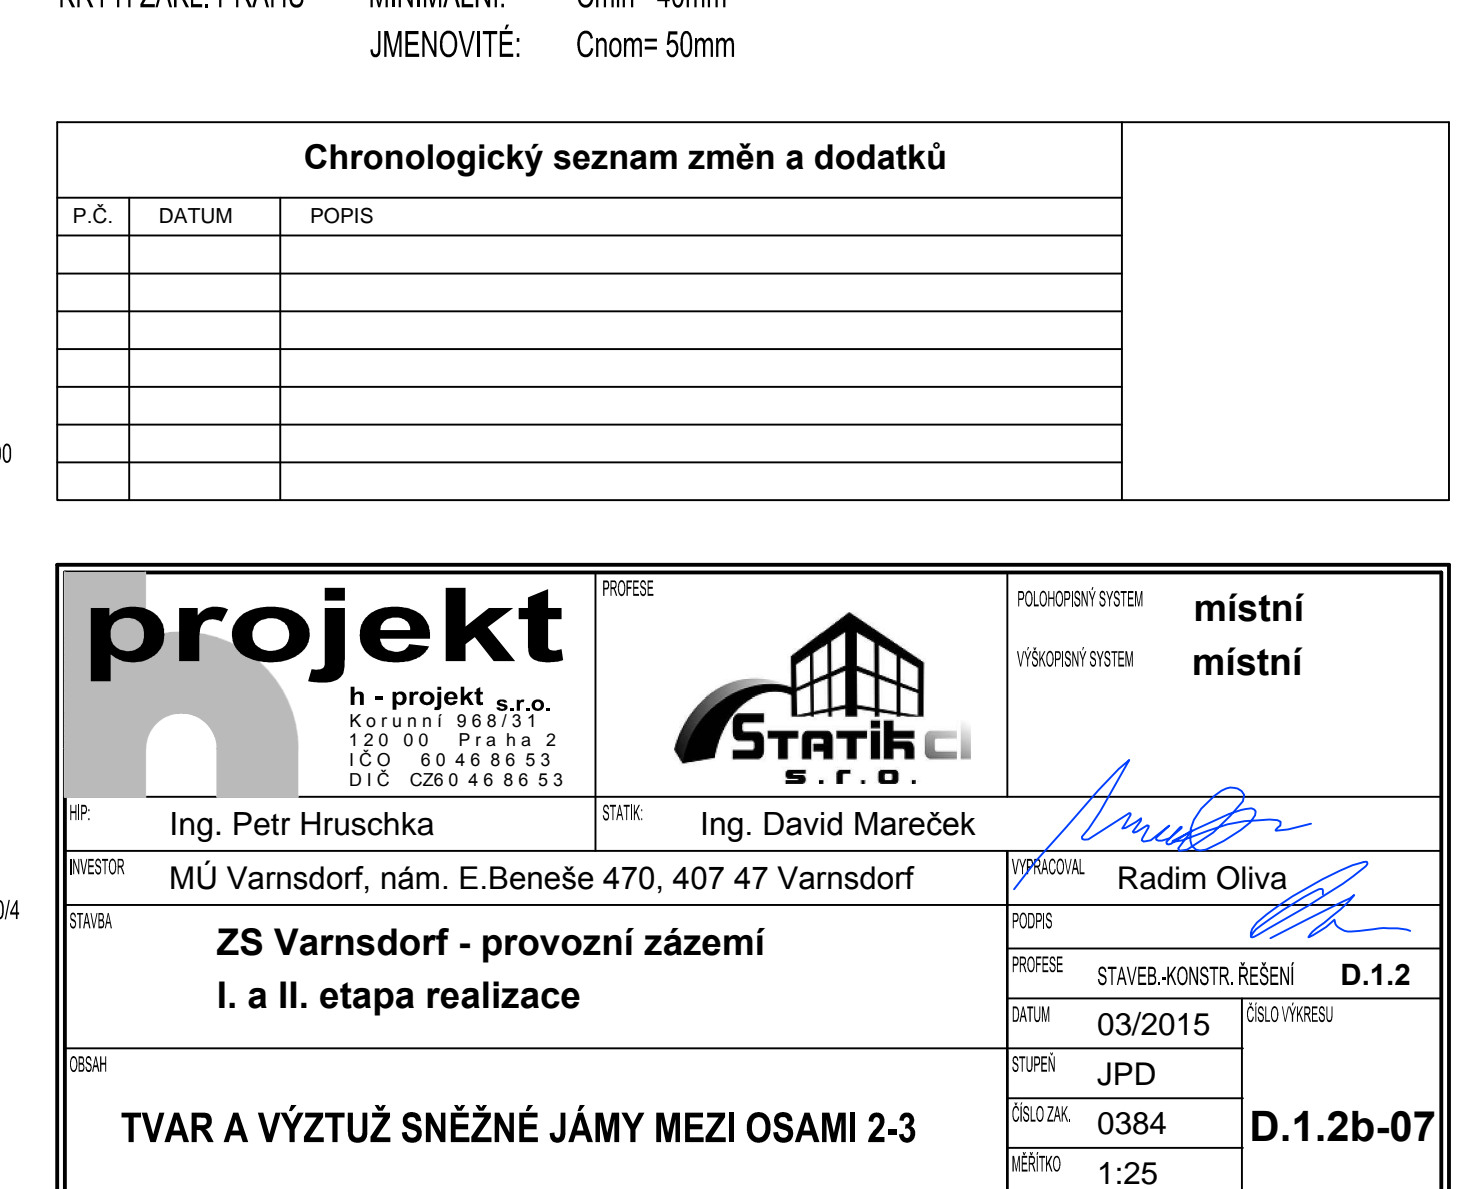 JMENOVITÉ: Cnom= 50mm
Chronologický seznam změn a dodatků
P.Č. DATUM POPIS
projekt
h - projekt s.r.o.
Korunní 968/31
120 00 Praha 2
IČO 60 46 86 53
DIČ CZ60 46 86 53
PROFESE
STATIK cl
s.r.o.
POLOHOPISNÝ SYSTEM místní
VÝŠKOPISNÝ SYSTEM místní
HIP: Ing. Petr Hruschka
STATIK: Ing. David Mareček
INVESTOR MÚ Varnsdorf, nám. E.Beneše 470, 407 47 Varnsdorf
VYPRACOVAL Radim Oliva
STAVBA ZS Varnsdorf - provozní zázemí
I. a II. etapa realizace
PODPIS
PROFESE STAVEB.-KONSTR. ŘEŠENÍ D.1.2
DATUM 03/2015
ČÍSLO VÝKRESU
OBSAH
TVAR A VÝZTUŽ SNĚŽNÉ JÁMY MEZI OSAMI 2-3
STUPEŇ JPD
ČÍSLO ZAK. 0384
D.1.2b-07
MĚŘÍTKO 1:25